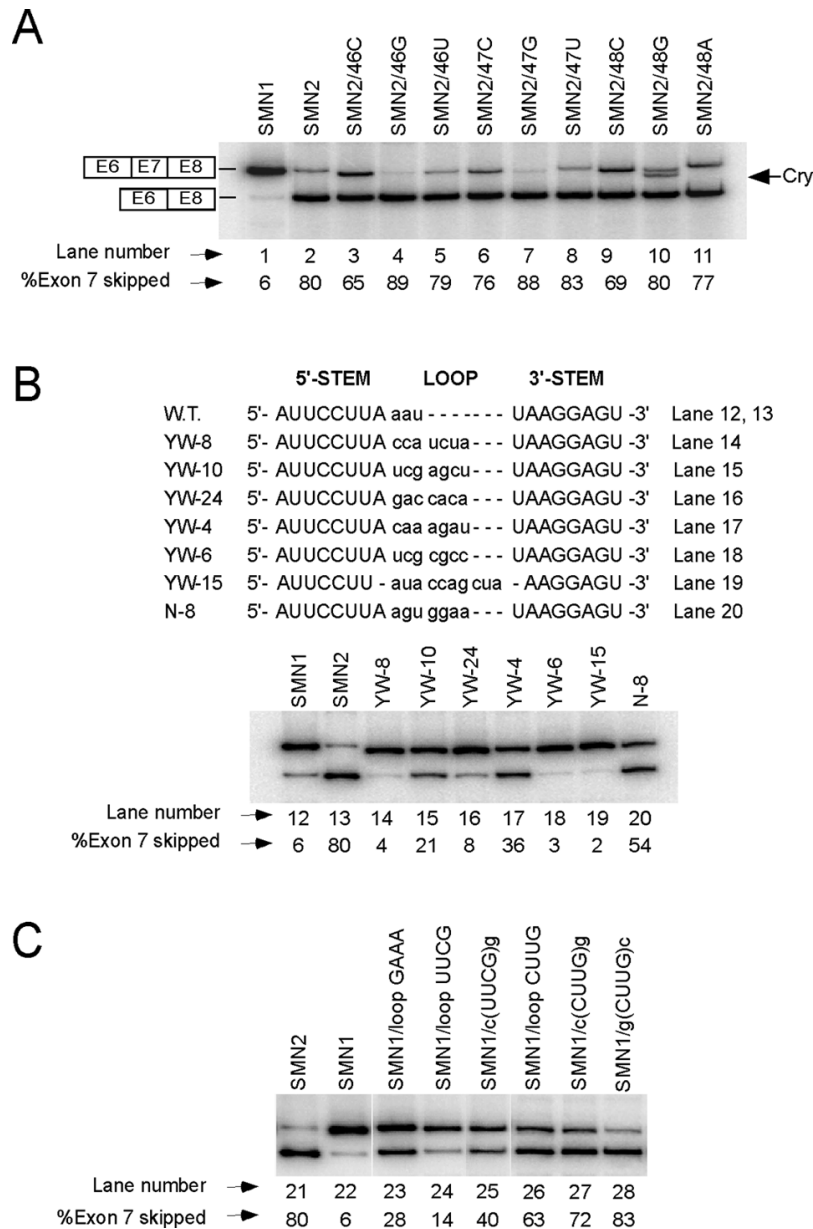 A
SMN1 SMN2 SMN2/46C SMN2/46G SMN2/46U SMN2/47C SMN2/47G SMN2/47U SMN2/48C SMN2/48G SMN2/48A
E6 E7 E8
Cry
E6 E8
Lane number 1 2 3 4 5 6 7 8 9 10 11
%Exon 7 skipped 6 80 65 89 79 76 88 83 69 80 77
B
5'-STEM LOOP 3'-STEM
W.T. 5'- AUUCCUUA aau - - - - - - - UAAGGAGU -3' Lane 12, 13
YW-8 5'- AUUCCUUA cca ucua- - - UAAGGAGU -3' Lane 14
YW-10 5'- AUUCCUUA ucg agcu- - - UAAGGAGU -3' Lane 15
YW-24 5'- AUUCCUUA gac caca- - - UAAGGAGU -3' Lane 16
YW-4 5'- AUUCCUUA caa agau- - - UAAGGAGU -3' Lane 17
YW-6 5'- AUUCCUUA ucg cgcc- - - UAAGGAGU -3' Lane 18
YW-15 5'- AUUCCUU -aua ccagcua -AAGGAGU -3' Lane 19
N-8 5'- AUUCCUUA agu ggaa- - - UAAGGAGU -3' Lane 20
SMN1 SMN2 YW-8 YW-10 YW-24 YW-4 YW-6 YW-15 N-8
Lane number 12 13 14 15 16 17 18 19 20
%Exon 7 skipped 6 80 4 21 8 36 3 2 54
C
SMN2 SMN1 SMN1/loop GAAA SMN1/loop UUCG SMN1/c(UUCG)g SMN1/loop CUUG SMN1/c(CUUG)g SMN1/g(CUUG)c
Lane number 21 22 23 24 25 26 27 28
%Exon 7 skipped 80 6 28 14 40 63 72 83